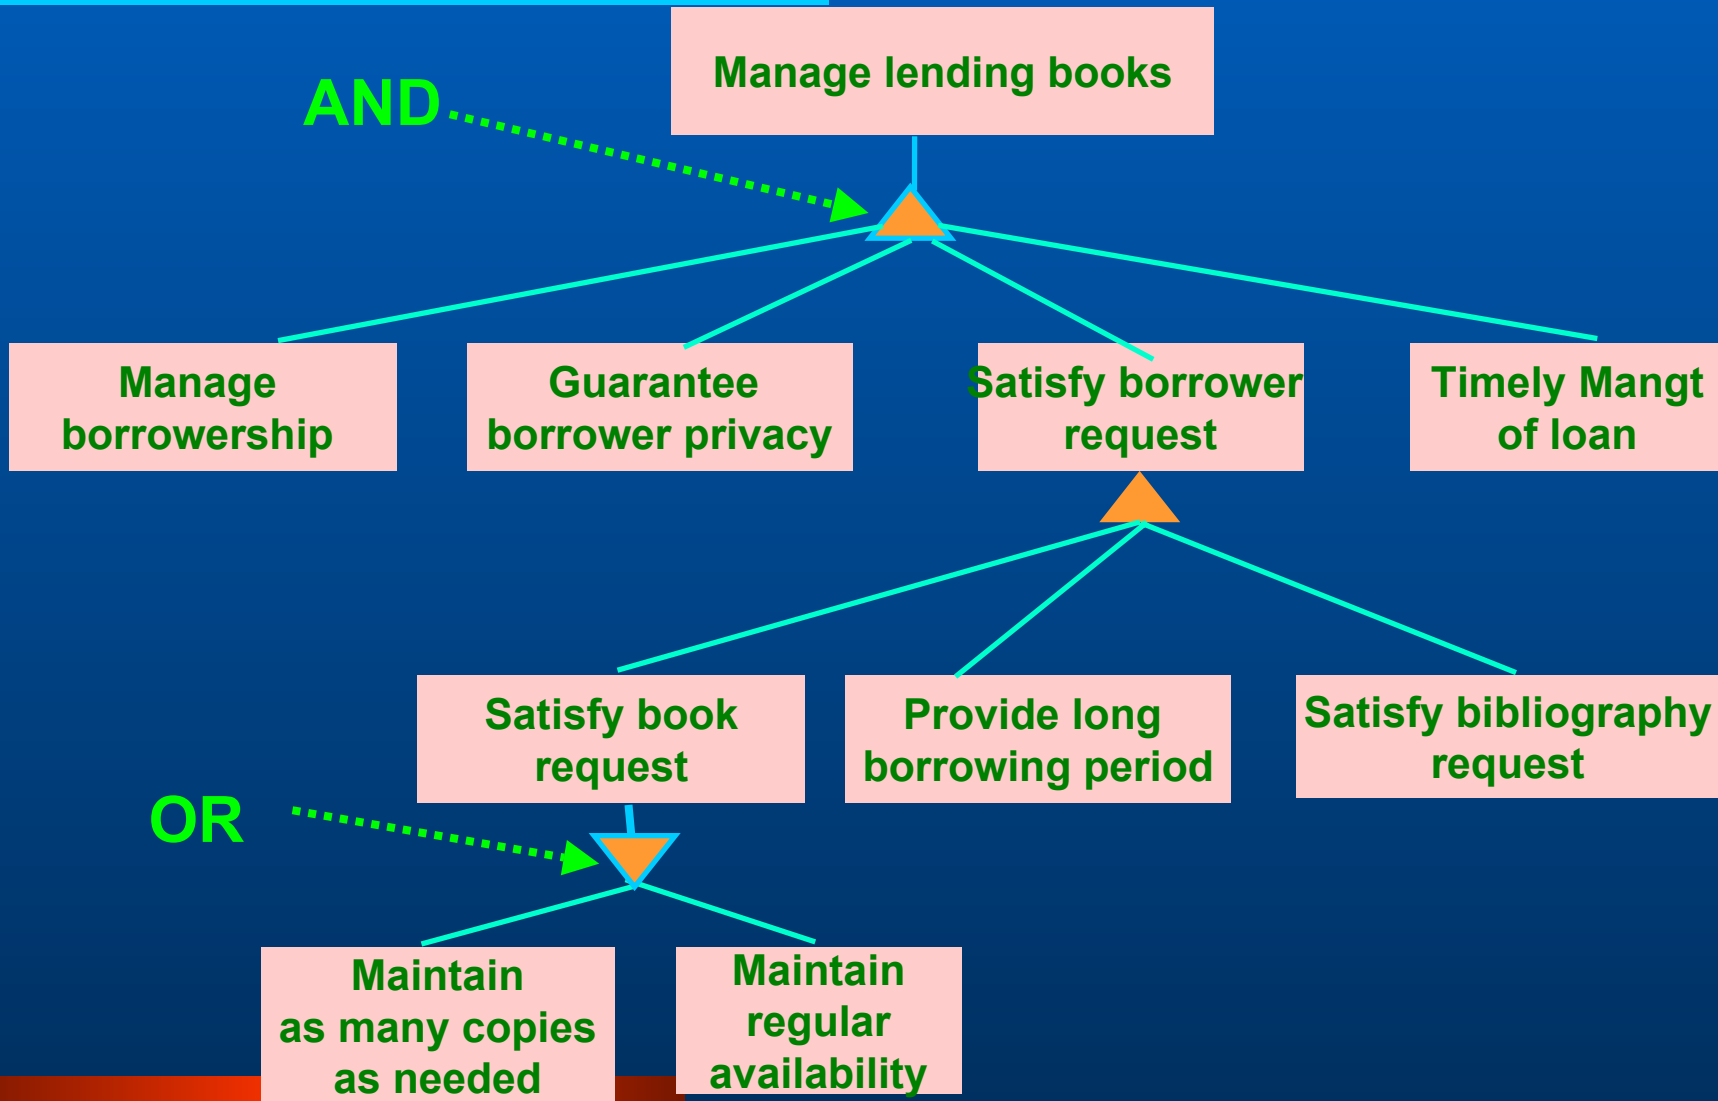 Manage lending books
AND
Manage
borrowership
Guarantee
borrower privacy
Satisfy borrower
request
Timely Mangt
of loan
Satisfy book
request
Provide long
borrowing period
Satisfy bibliography
request
OR
Maintain
as many copies
as needed
Maintain
regular
availability